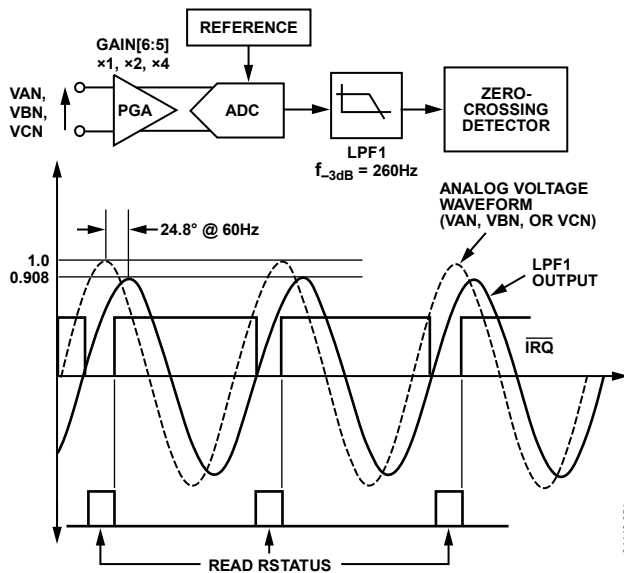 REFERENCE
GAIN[6:5]
×1, ×2, ×4
VAN,
VBN,
VCN
PGA
ADC
ZERO-
CROSSING
DETECTOR
LPF1
f–3dB = 260Hz
ANALOG VOLTAGE
WAVEFORM
(VAN, VBN, OR VCN)
24.8° @ 60Hz
1.0
0.908
LPF1
OUTPUT
IRQ
READ RSTATUS